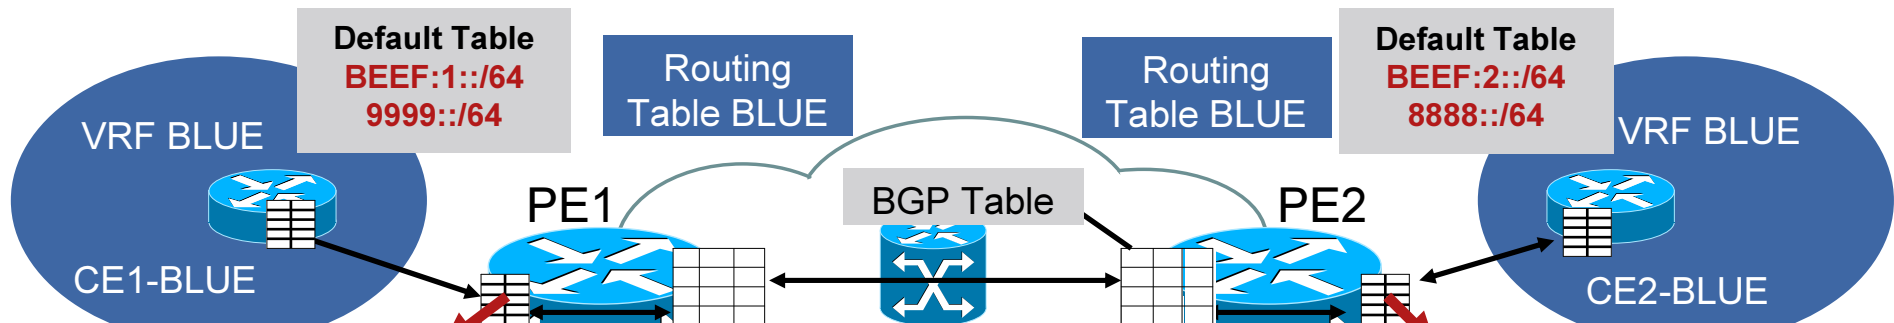 Default Table
BEEF:1::/64
9999::/64
Routing
Table BLUE
Routing
Table BLUE
Default Table
BEEF:2::/64
8888::/64
VRF BLUE
VRF BLUE
PE1
BGP Table
PE2
CE1-BLUE
CE2-BLUE